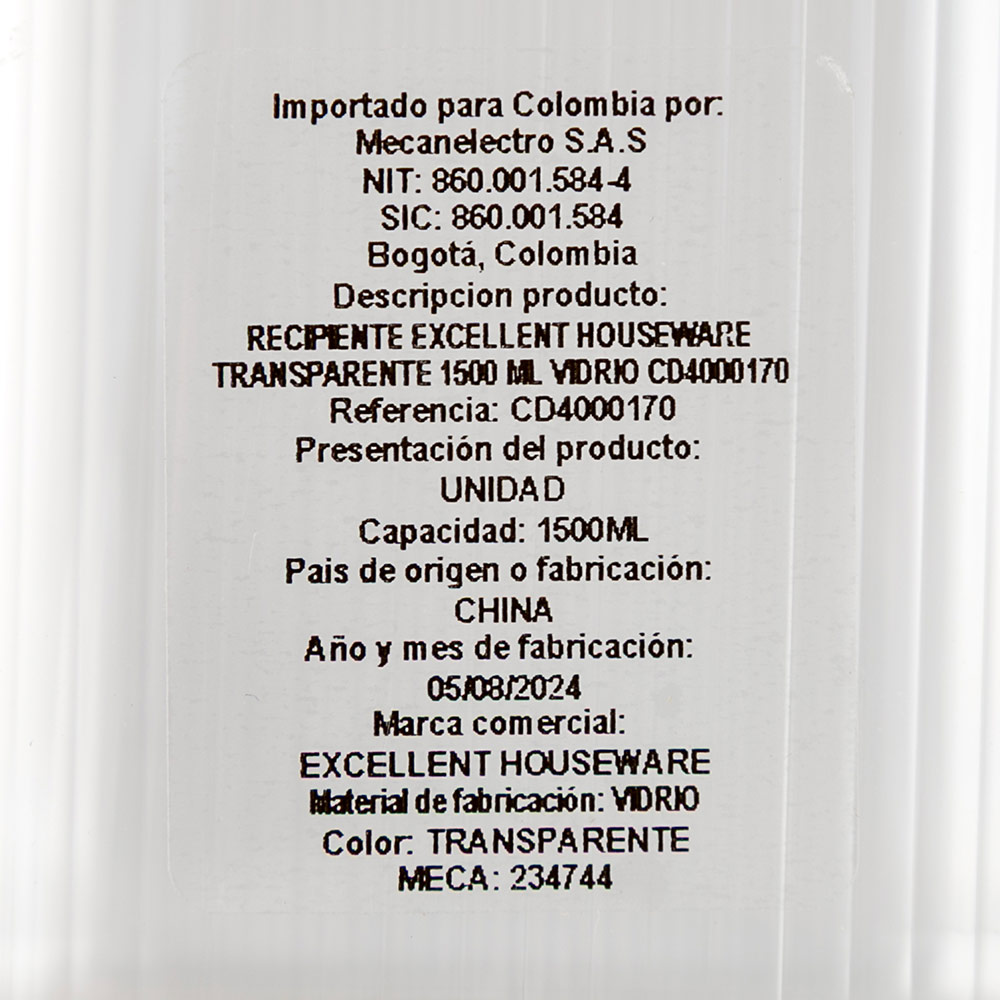 Importado para Colombia por:
Mecanelectro S.A.S
NIT: 860.001.584-4
SIC: 860.001.584
Bogotá, Colombia
Descripcion producto:
RECIPIENTE EXCELLENT HOUSEWARE
TRANSPARENTE 1500 ML VIDRIO CD4000170
Referencia: CD4000170
Presentación del producto:
UNIDAD
Capacidad: 1500ML
Pais de origen o fabricación:
CHINA
Año y mes de fabricación:
05/08/2024
Marca comercial:
EXCELLENT HOUSEWARE
Material de fabricación: VIDRIO
Color: TRANSPARENTE
MECA: 234744